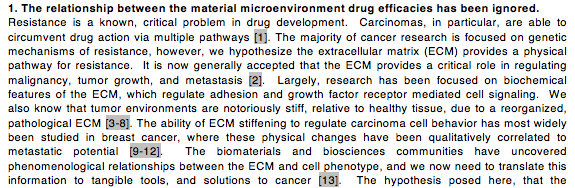 1. The relationship between the material microenvironment drug efficacies has been ignored.
Resistance is a known, critical problem in drug development. Carcinomas, in particular, are able to
circumvent drug action via multiple pathways [1]. The majority of cancer research is focused on genetic
mechanisms of resistance, however, we hypothesize the extracellular matrix (ECM) provides a physical
pathway for resistance. It is now generally accepted that the ECM provides a critical role in regulating
malignancy, tumor growth, and metastasis [2]. Largely, research has been focused on biochemical
features of the ECM, which regulate adhesion and growth factor receptor mediated cell signaling. We
also know that tumor environments are notoriously stiff, relative to healthy tissue, due to a reorganized,
pathological ECM [3-8]. The ability of ECM stiffening to regulate carcinoma cell behavior has most widely
been studied in breast cancer, where these physical changes have been qualitatively correlated to
metastatic potential [9-12]. The biomaterials and biosciences communities have uncovered
phenomenological relationships between the ECM and cell phenotype, and we now need to translate this
information to tangible tools, and solutions to cancer [13]. The hypothesis posed here, that the